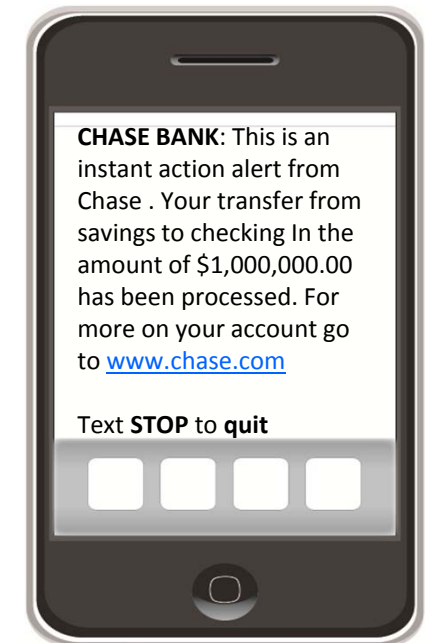 CHASE BANK: This is an
instant action alert from
Chase . Your transfer from
savings to checking In the
amount of $1,000,000.00
has been processed. For
more on your account go
to www.chase.com
Text STOP to quit